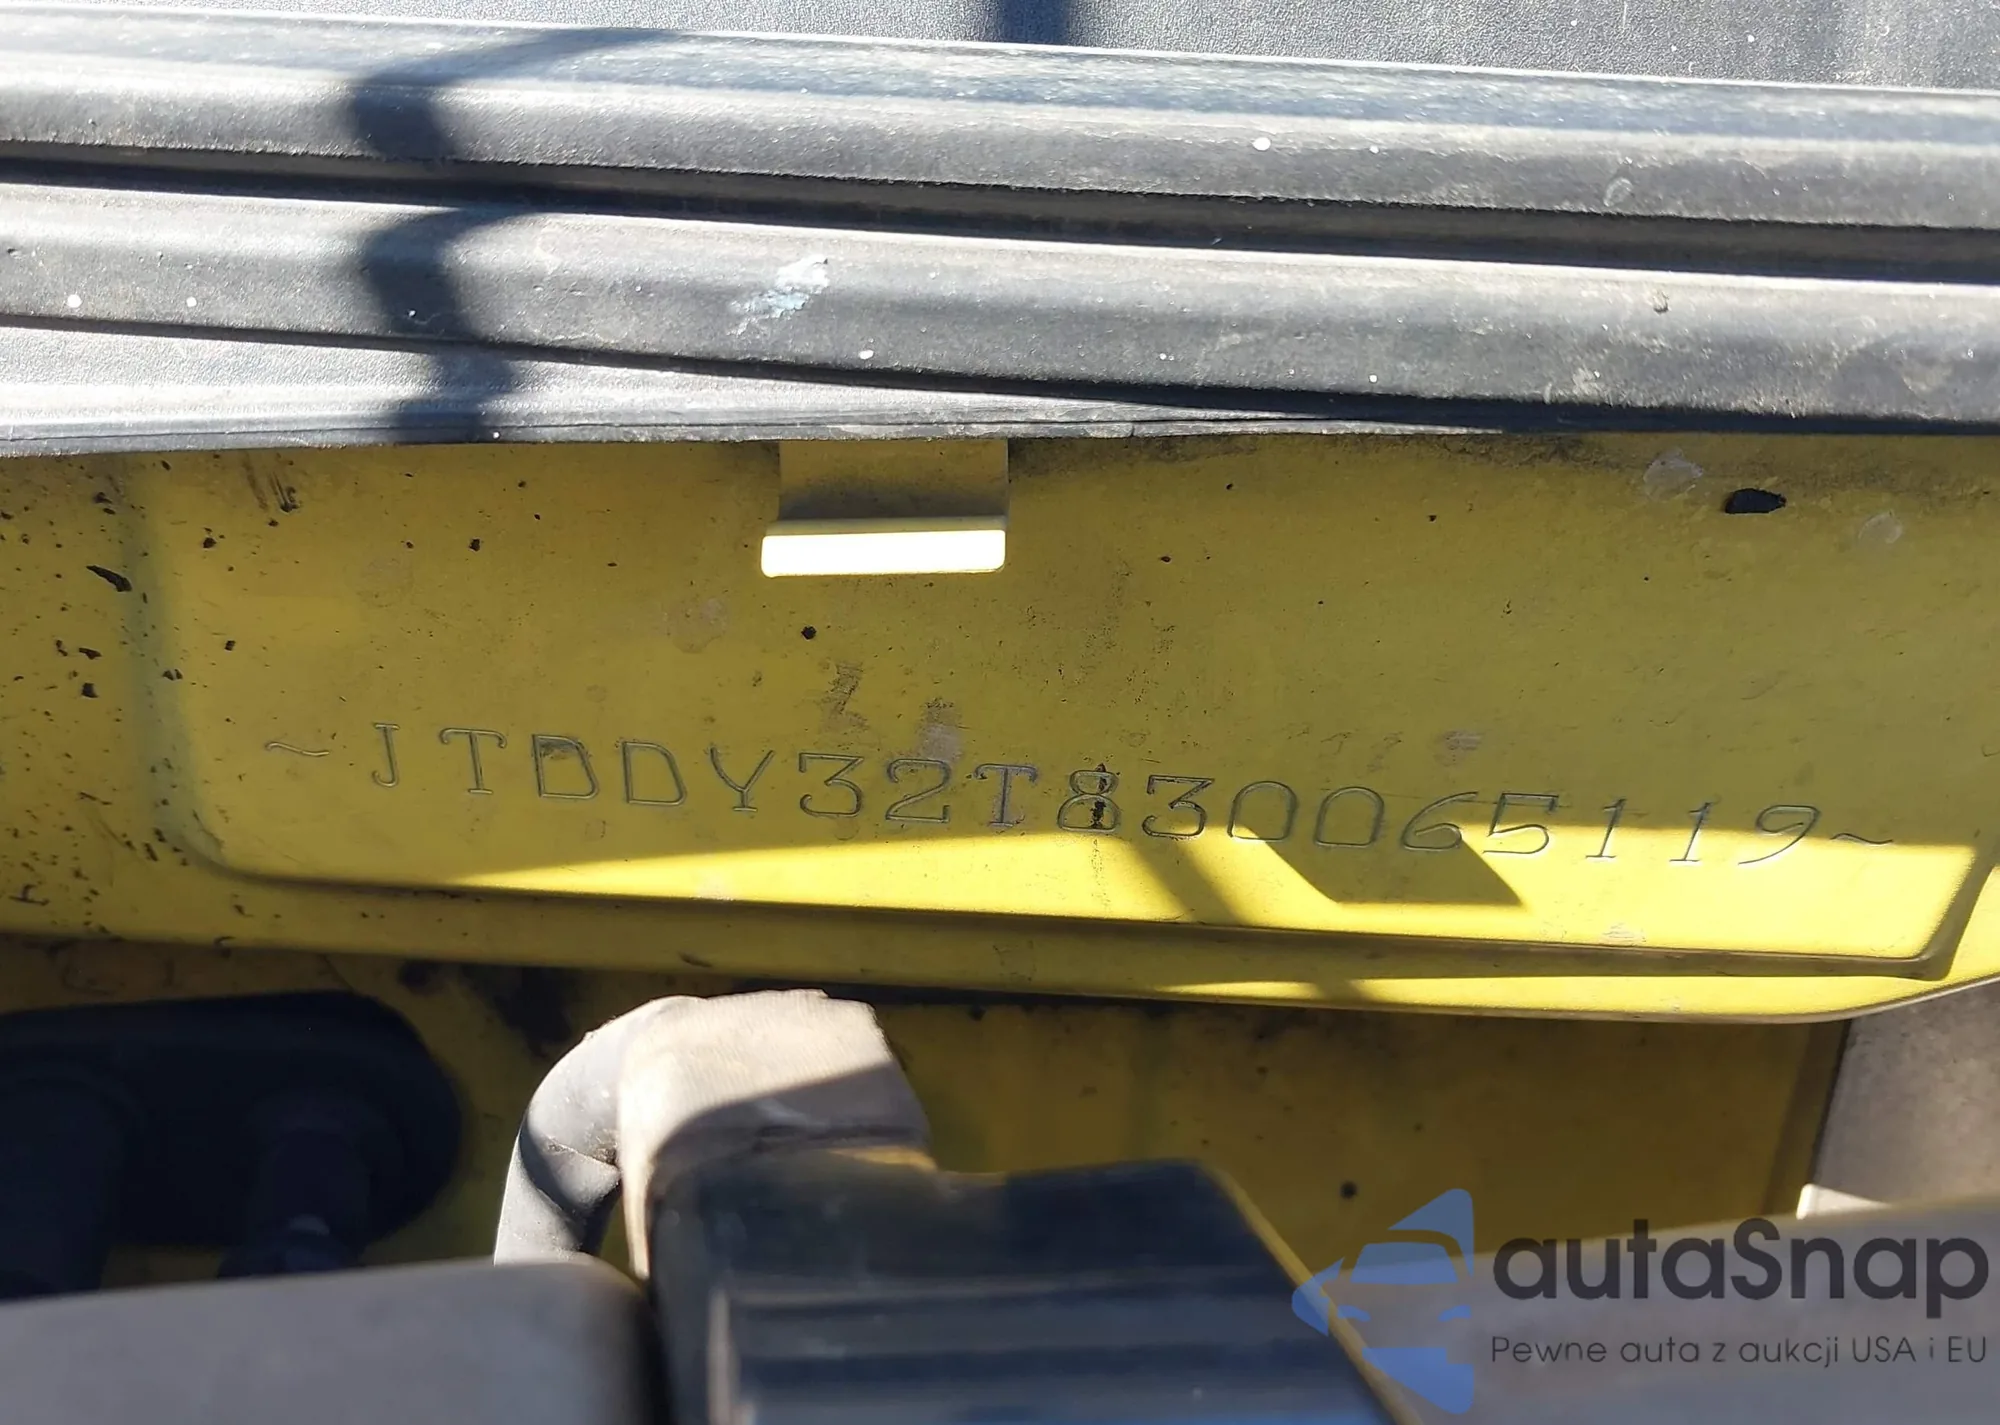 ~JTDDY32T830065119~
autaSnap
Pewne auta z aukcji USA i EU